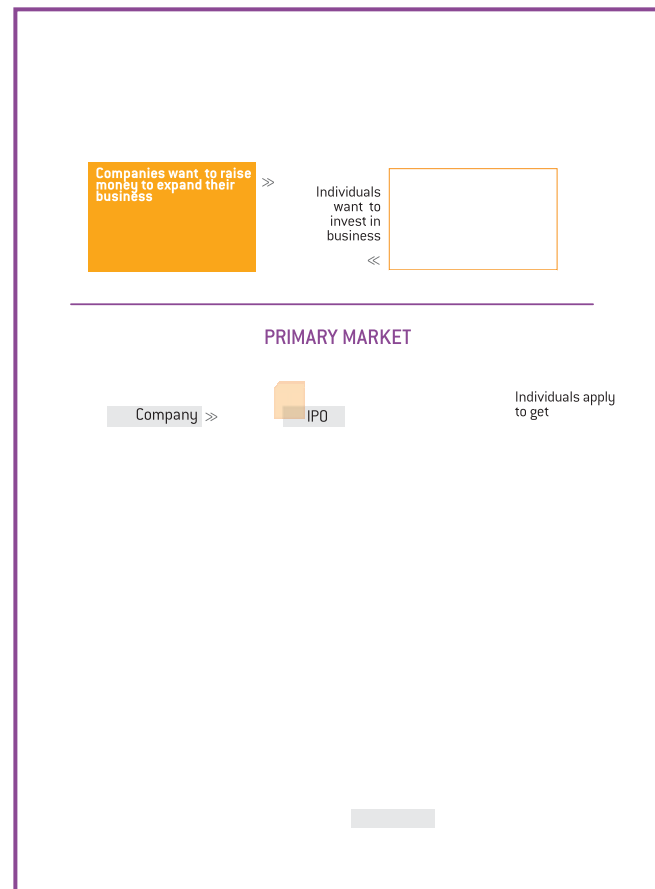 Companies want to raise
money to expand their
business
»
Individuals
want to
invest in
business
«
PRIMARY MARKET
Company »
IPO
Individuals apply
to get